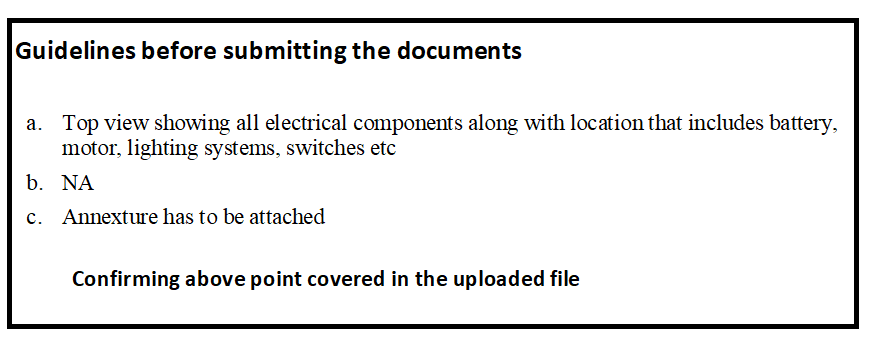 Guidelines before submitting the documents
a. Top view showing all electrical components along with location that includes battery,
motor, lighting systems, switches etc
b. NA
c. Annexture has to be attached
Confirming above point covered in the uploaded file